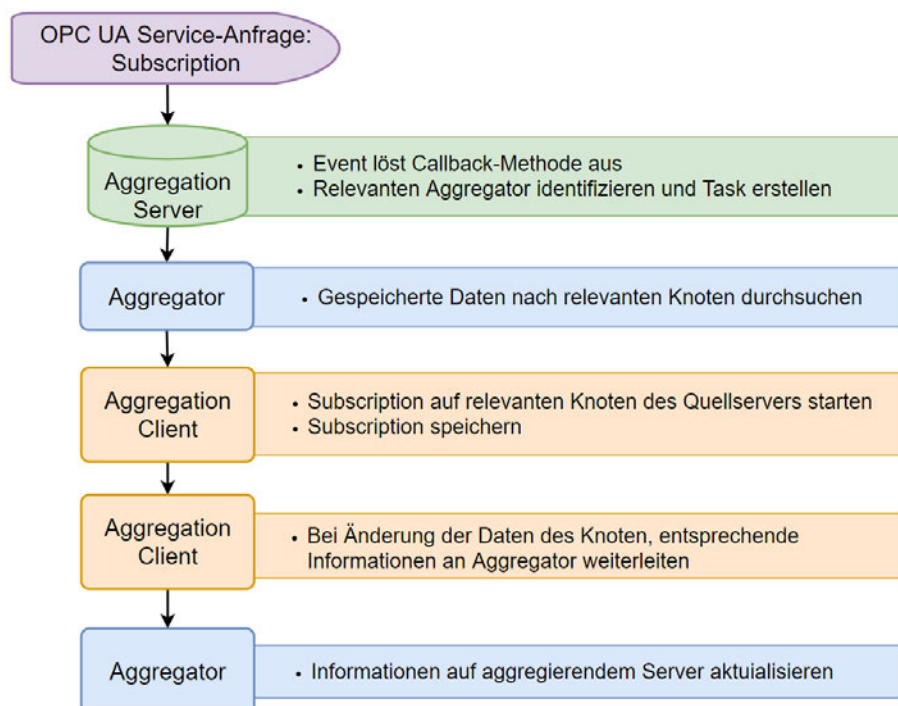 OPC UA Service-Anfrage:
Subscription
Aggregation
Server
• Event löst Callback-Methode aus
• Relevanten Aggregator identifizieren und Task erstellen
Aggregator
• Gespeicherte Daten nach relevanten Knoten durchsuchen
Aggregation
Client
• Subscription auf relevanten Knoten des Quellservers starten
• Subscription speichern
Aggregation
Client
• Bei Änderung der Daten des Knoten, entsprechende
Informationen an Aggregator weiterleiten
Aggregator
• Informationen auf aggregierendem Server aktuialisieren